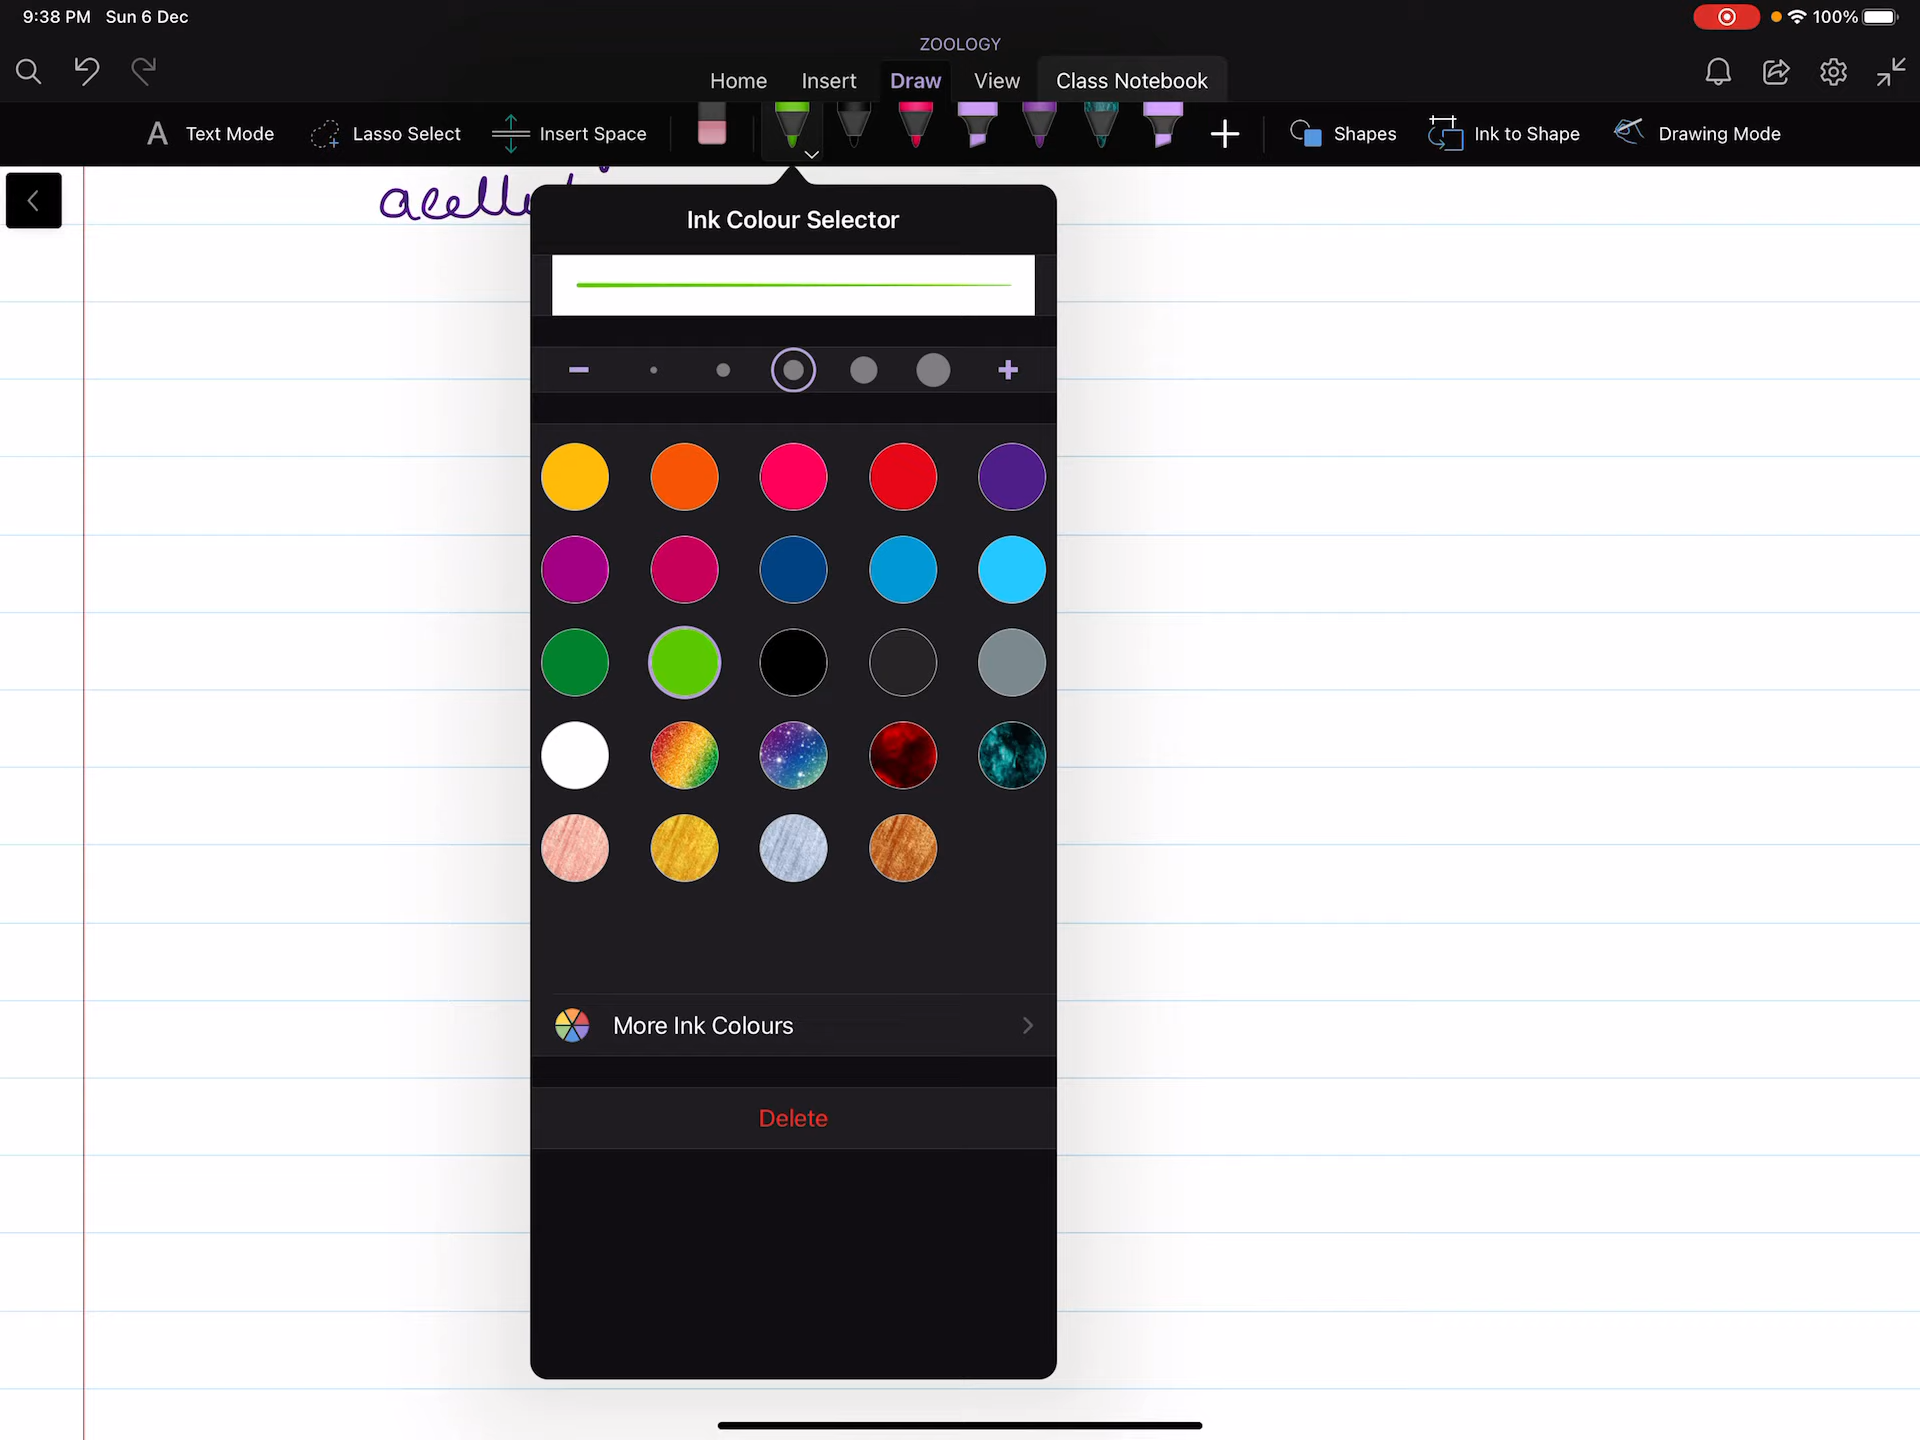 9:38 PM Sun 6 Dec 100%
ZOOLOGY
Home Insert Draw View Class Notebook
A Text Mode Lasso Select Insert Space Shapes Ink to Shape Drawing Mode
Ink Colour Selector
More Ink Colours
Delete